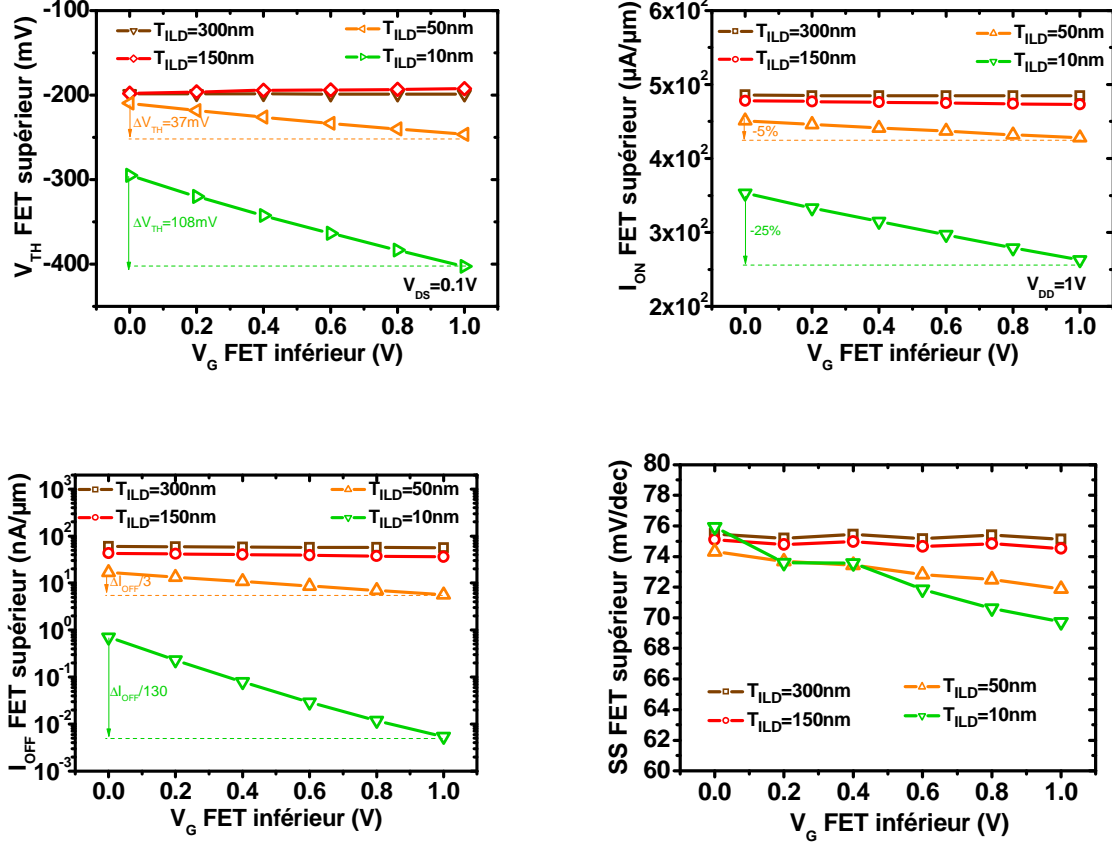 T_ILD=300nm T_ILD=50nm
T_ILD=150nm T_ILD=10nm
V_TH FET supérieur (mV)
-200
-300
-400
ΔV_TH=37mV
ΔV_TH=108mV
V_DS=0.1V
0.0 0.2 0.4 0.6 0.8 1.0
V_G FET inférieur (V)
T_ILD=300nm T_ILD=50nm
T_ILD=150nm T_ILD=10nm
I_ON FET supérieur (µA/µm)
6x10²
5x10²
4x10²
3x10²
2x10²
-5%
-25%
V_DD=1V
0.0 0.2 0.4 0.6 0.8 1.0
V_G FET inférieur (V)
T_ILD=300nm T_ILD=50nm
T_ILD=150nm T_ILD=10nm
I_OFF FET supérieur (nA/µm)
10³
10²
10¹
10⁰
10⁻¹
10⁻²
10⁻³
ΔI_OFF/3
ΔI_OFF/130
0.0 0.2 0.4 0.6 0.8 1.0
V_G FET inférieur (V)
SS FET supérieur (mV/dec)
80
78
76
74
72
70
68
66
64
62
60
T_ILD=300nm T_ILD=50nm
T_ILD=150nm T_ILD=10nm
0.0 0.2 0.4 0.6 0.8 1.0
V_G FET inférieur (V)